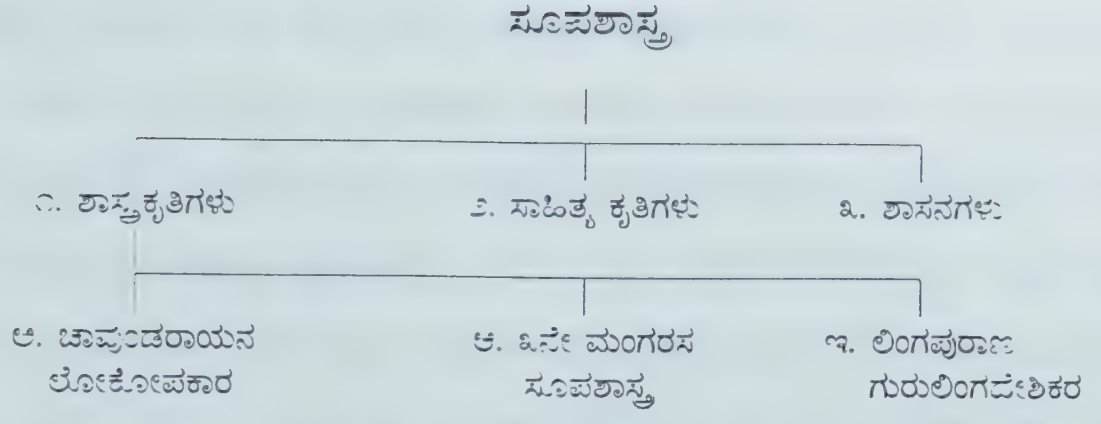 ಸೂಪಶಾಸ್ತ್ರ
೧. ಶಾಸ್ತ್ರಕೃತಿಗಳು
೨. ಸಾಹಿತ್ಯ ಕೃತಿಗಳು
೩. ಶಾಸನಗಳು
ಅ. ಚಾವುಂಡರಾಯನ
ಲೋಕೋಪಕಾರ
ಆ. ೩ನೇ ಮಂಗರಸ
ಸೂಪಶಾಸ್ತ್ರ
ಇ. ಲಿಂಗಪುರಾಣ
ಗುರುಲಿಂಗದೇಶಿಕರ